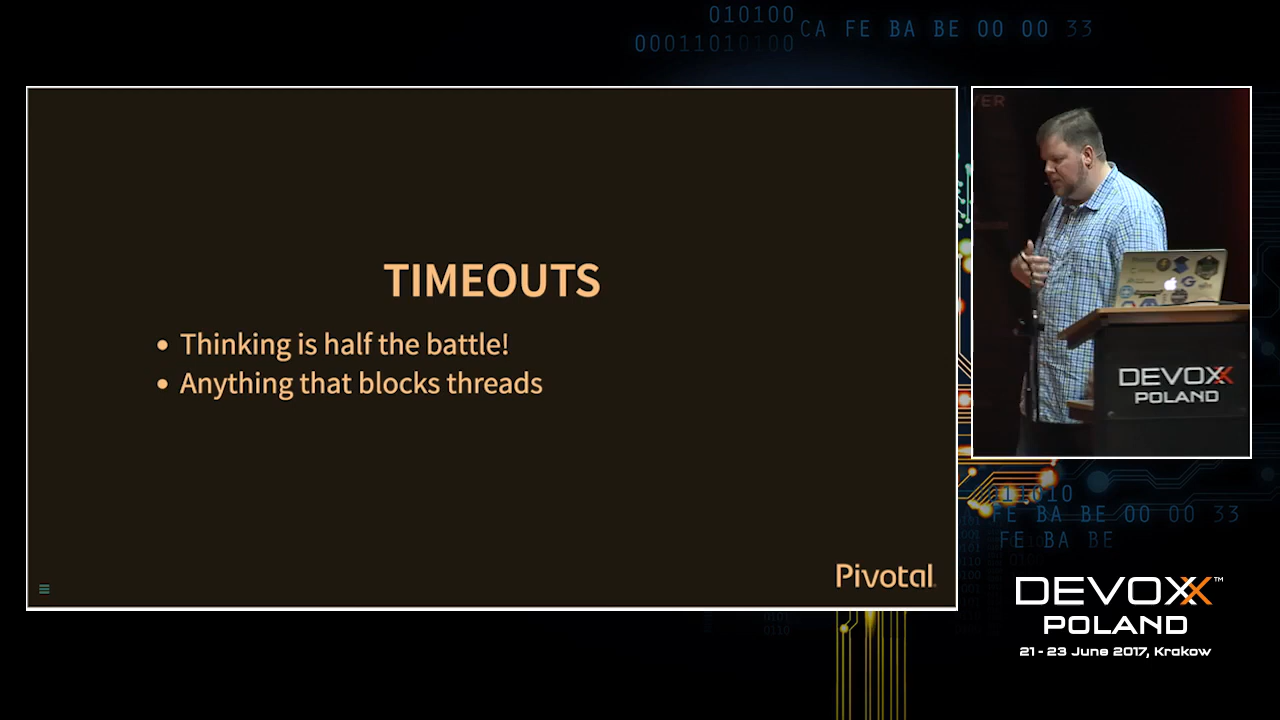 010100
00011010100
CA FE BA BE 00 00 33
TIMEOUTS
• Thinking is half the battle!
• Anything that blocks threads
Pivotal
VER
DEVOXX
POLAND
111010
FE BA BE 00 00 33
FE BA BE
DEVOXX™
POLAND
21 - 23 June 2017, Krakow